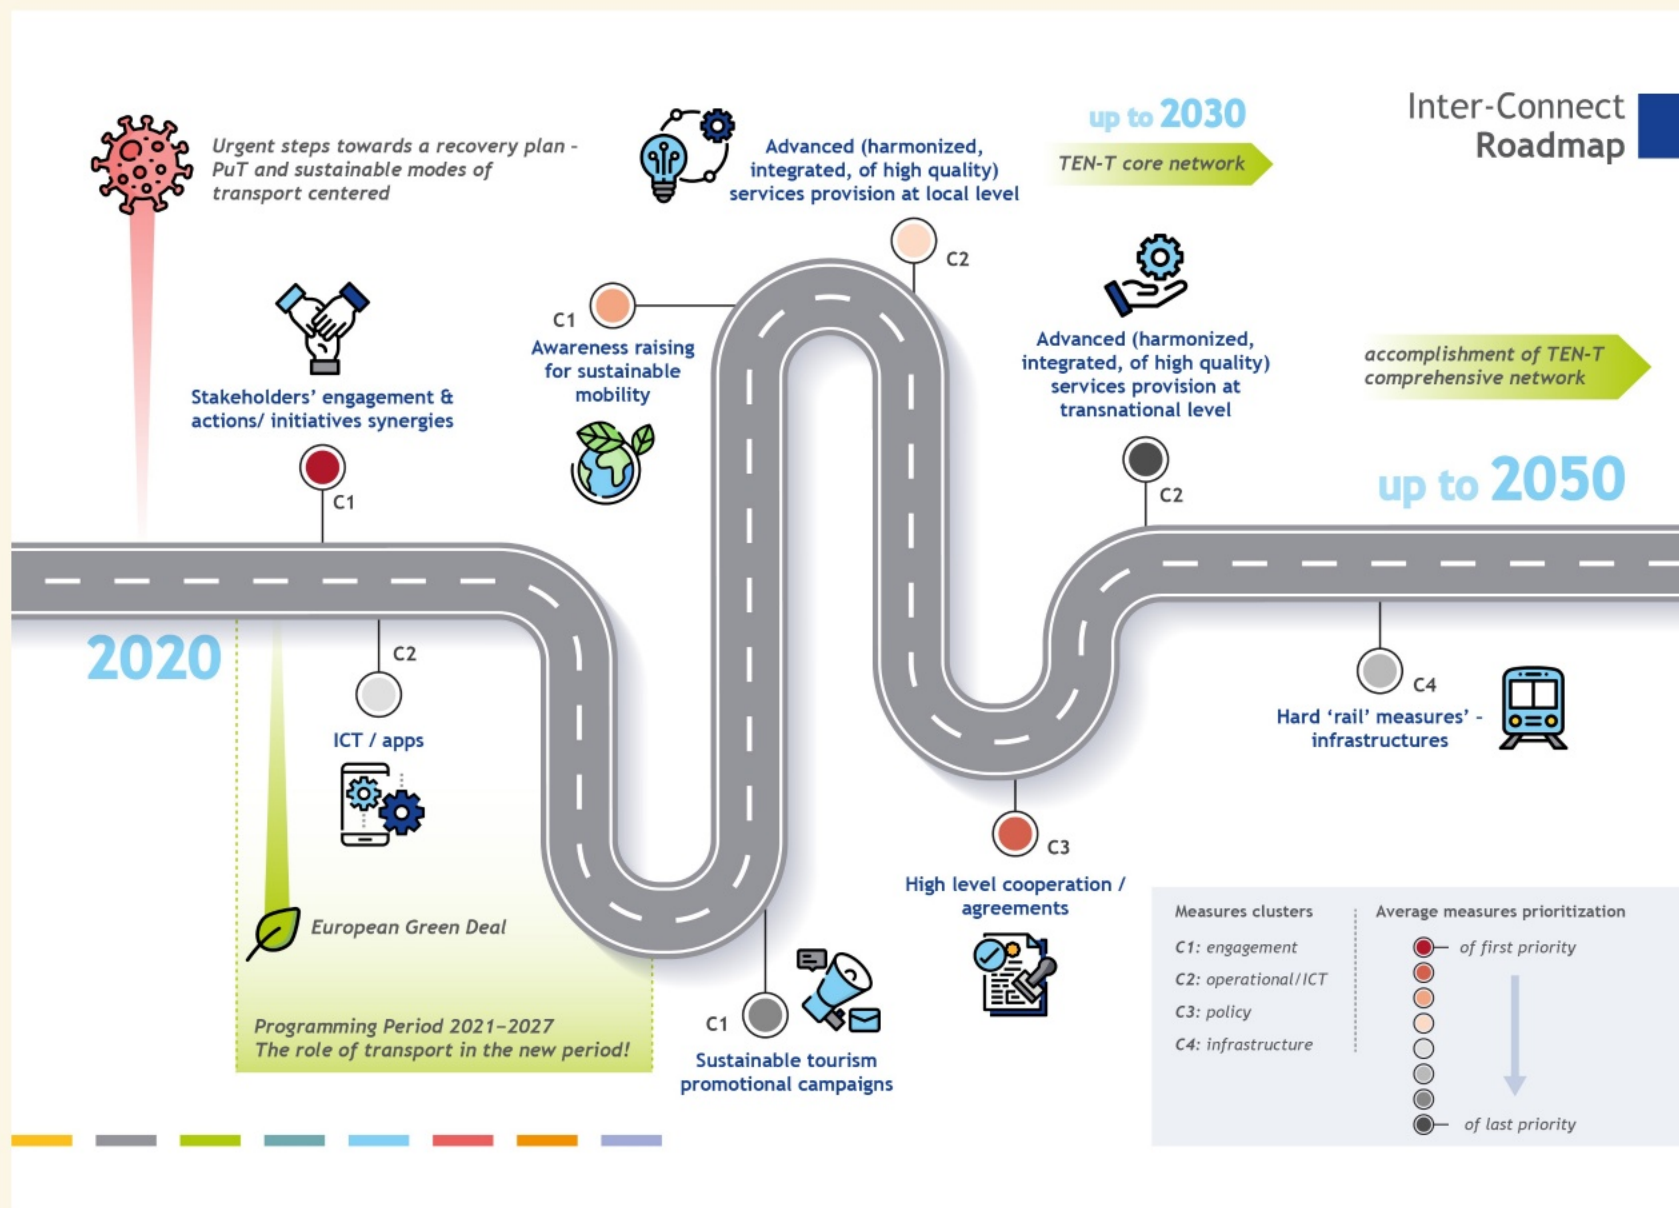 Inter-Connect
Roadmap
Urgent steps towards a recovery plan -
PuT and sustainable modes of
transport centered
Advanced (harmonized,
integrated, of high quality)
services provision at local level
C2
up to 2030
TEN-T core network
Stakeholders' engagement &
actions/ initiatives synergies
C1
C1
Awareness raising
for sustainable
mobility
Advanced (harmonized,
integrated, of high quality)
services provision at
transnational level
C2
accomplishment of TEN-T
comprehensive network
up to 2050
2020
C2
ICT / apps
European Green Deal
Programming Period 2021–2027
The role of transport in the new period!
C1
Sustainable tourism
promotional campaigns
C3
High level cooperation /
agreements
C4
Hard ‘rail’ measures’ -
infrastructures
Measures clusters
C1: engagement
C2: operational/ICT
C3: policy
C4: infrastructure
Average measures prioritization
of first priority
of last priority